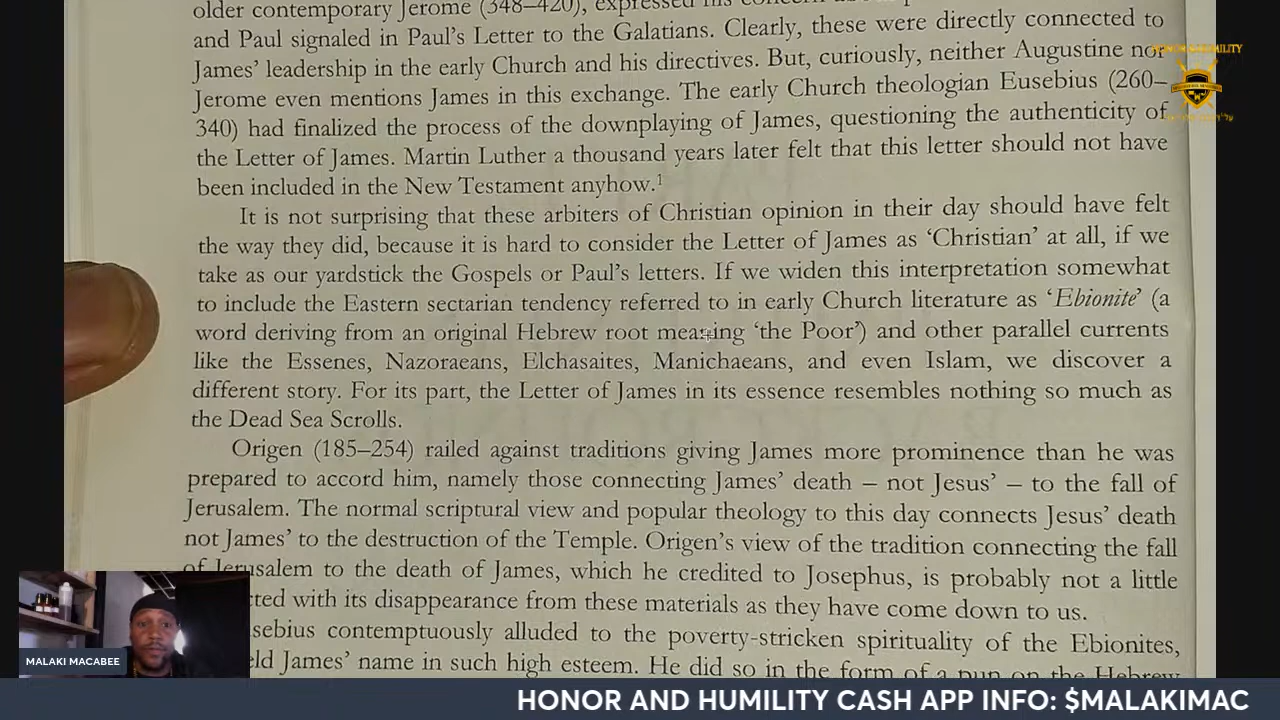 older contemporary Jerome (348–420), expressed his concern
and Paul signaled in Paul's Letter to the Galatians. Clearly, these were directly connected to
James' leadership in the early Church and his directives. But, curiously, neither Augustine nor
Jerome even mentions James in this exchange. The early Church theologian Eusebius (260–
340) had finalized the process of the downplaying of James, questioning the authenticity of
the Letter of James. Martin Luther a thousand years later felt that this letter should not have
been included in the New Testament anyhow.¹
It is not surprising that these arbiters of Christian opinion in their day should have felt
the way they did, because it is hard to consider the Letter of James as 'Christian' at all, if we
take as our yardstick the Gospels or Paul's letters. If we widen this interpretation somewhat
to include the Eastern sectarian tendency referred to in early Church literature as 'Ebionite' (a
word deriving from an original Hebrew root meaning 'the Poor') and other parallel currents
like the Essenes, Nazoraeans, Elchasaites, Manichaeans, and even Islam, we discover a
different story. For its part, the Letter of James in its essence resembles nothing so much as
the Dead Sea Scrolls.
Origen (185–254) railed against traditions giving James more prominence than he was
prepared to accord him, namely those connecting James' death – not Jesus' – to the fall of
Jerusalem. The normal scriptural view and popular theology to this day connects Jesus' death
not James' to the destruction of the Temple. Origen's view of the tradition connecting the fall
of Jerusalem to the death of James, which he credited to Josephus, is probably not a little
cted with its disappearance from these materials as they have come down to us.
sebius contemptuously alluded to the poverty-stricken spirituality of the Ebionites,
eld James' name in such high esteem. He did so in the form of a pun on the Hebrew
HONOR & HUMILITY
MALAKI MACABEE
HONOR AND HUMILITY CASH APP INFO: $MALAKIMAC